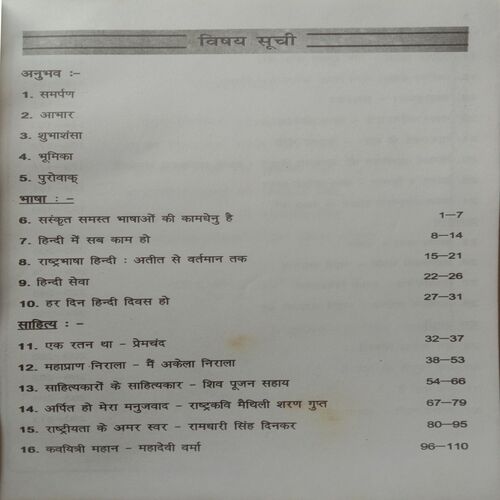 विषय सूची
अनुभव :-
1. समर्पण
2. आभार
3. शुभाशंसा
4. भूमिका
5. पुरोवाक्
भाषा : -
6. संस्कृत समस्त भाषाओं की कामधेनु है 1-7
7. हिन्दी में सब काम हो 8-14
8. राष्ट्रभाषा हिन्दी : अतीत से वर्तमान तक 15-21
9. हिन्दी सेवा 22-26
10. हर दिन हिन्दी दिवस हो 27-31
साहित्य : -
11. एक रतन था - प्रेमचंद 32-37
12. महाप्राण निराला - मैं अकेला निराला 38-53
13. साहित्यकारों के साहित्यकार - शिव पूजन सहाय 54-66
14. अर्पित हो मेरा मनुजवाद - राष्ट्रकवि मैथिली शरण गुप्त 67-79
15. राष्ट्रीयता के अमर स्वर - रामधारी सिंह दिनकर 80-95
16. कवयित्री महान - महादेवी वर्मा 96-110